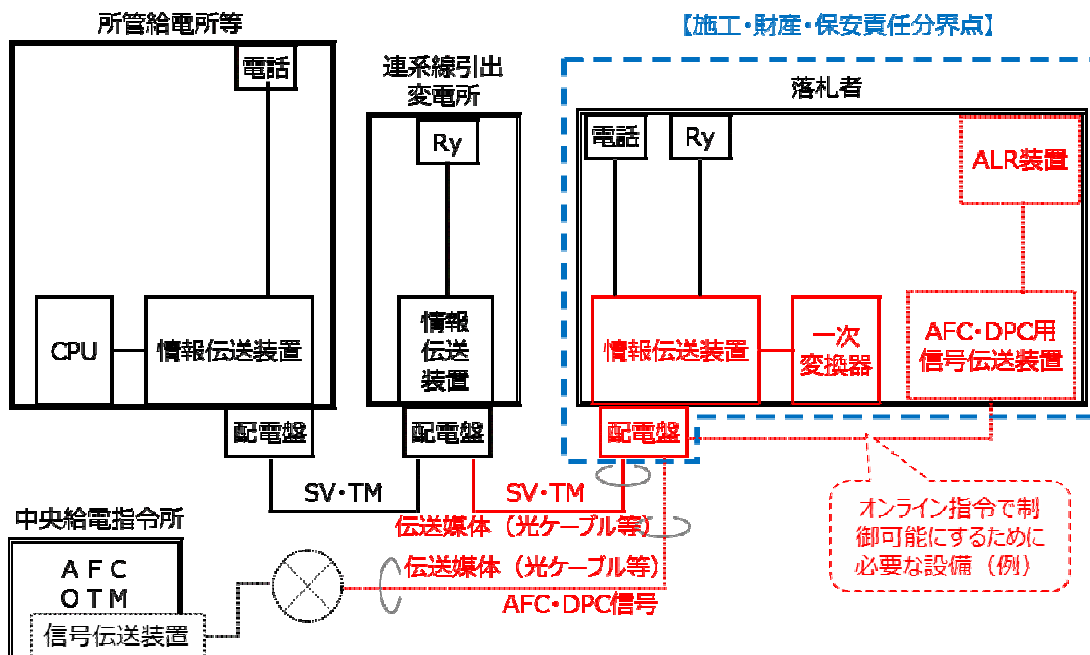 所管給電所等
電話
CPU
情報伝送装置
配電盤
連系線引出
変電所
Ry
情報
伝送
装置
配電盤
【施工・財産・保安責任分界点】
落札者
電話
Ry
ALR装置
情報伝送装置
一次
変換器
AFC・DPC用
信号伝送装置
配電盤
SV・TM
SV・TM
伝送媒体（光ケーブル等）
伝送媒体（光ケーブル等）
AFC・DPC信号
オンライン指令で制
御可能にするために
必要な設備（例）
中央給電指令所
ＡＦＣ
ＯＴＭ
信号伝送装置